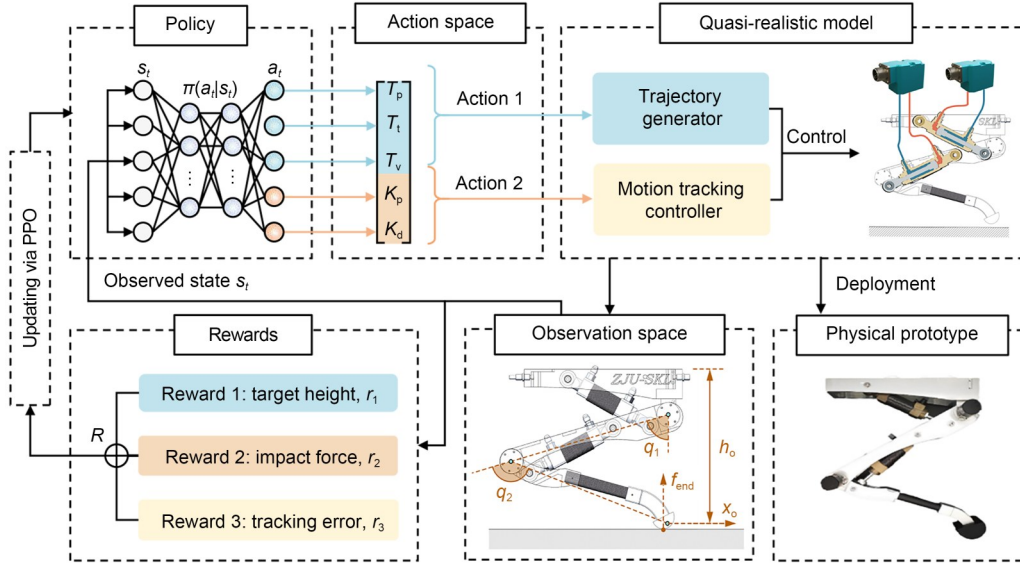 Policy
Action space
Quasi-realistic model
s_t
π(a_t|s_t)
a_t
T_p
T_t
T_v
K_p
K_d
Action 1
Action 2
Trajectory
generator
Motion tracking
controller
Control
Updating via PPO
Observed state s_t
Deployment
Rewards
Reward 1: target height, r_1
Reward 2: impact force, r_2
Reward 3: tracking error, r_3
R
Observation space
ZJU-SKL
q_1
q_2
h_o
f_end
x_o
Physical prototype